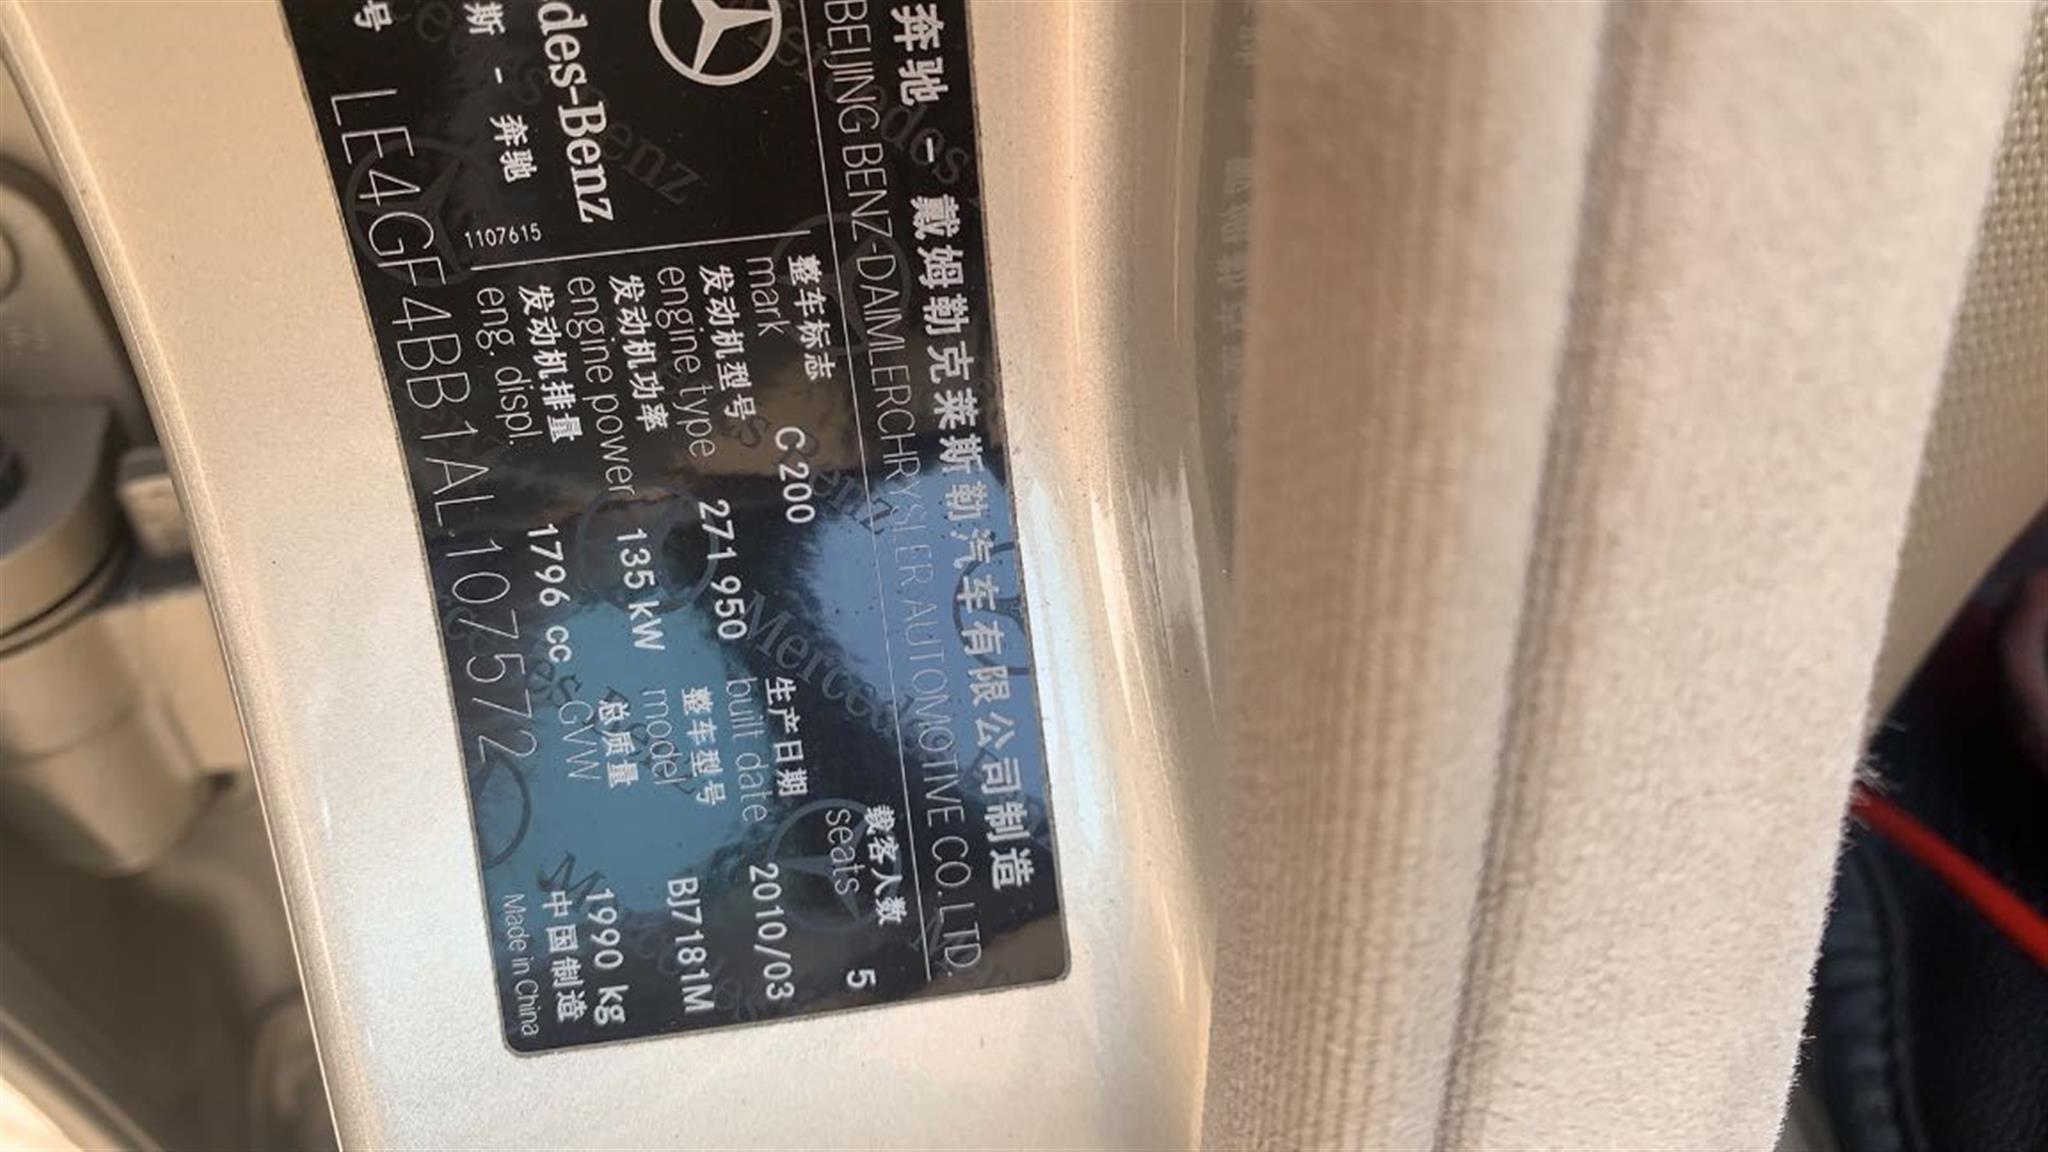 奔驰 - 戴姆勒克莱斯勒汽车有限公司制造
BEIJING BENZ-DAIMLERCHRYSLER AUTOMOTIVE CO. LTD.
载客人数 5
seats
整车标志 C 200
mark
生产日期 2010/03
built date
发动机型号 271 950
engine type
整车型号 BJ7181M
model
发动机功率 135 kW
engine power
总质量 1990 kg
GVW
发动机排量 1796 cc
eng. displ.
中国制造
Made in China
des-Benz
斯 - 奔驰
1107615
号 LE4GF4BB1AL107572